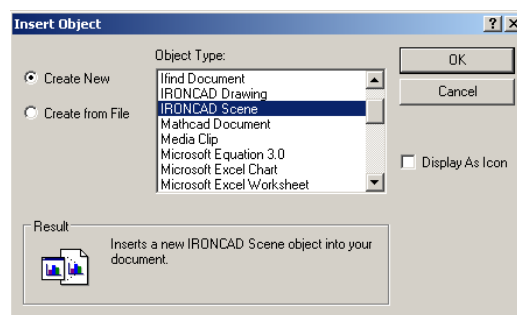 Insert Object
Object Type:
Create New
Create from File
Ifind Document
IRONCAD Drawing
IRONCAD Scene
Mathcad Document
Media Clip
Microsoft Equation 3.0
Microsoft Excel Chart
Microsoft Excel Worksheet
OK
Cancel
Display As Icon
Result
Inserts a new IRONCAD Scene object into your
document.